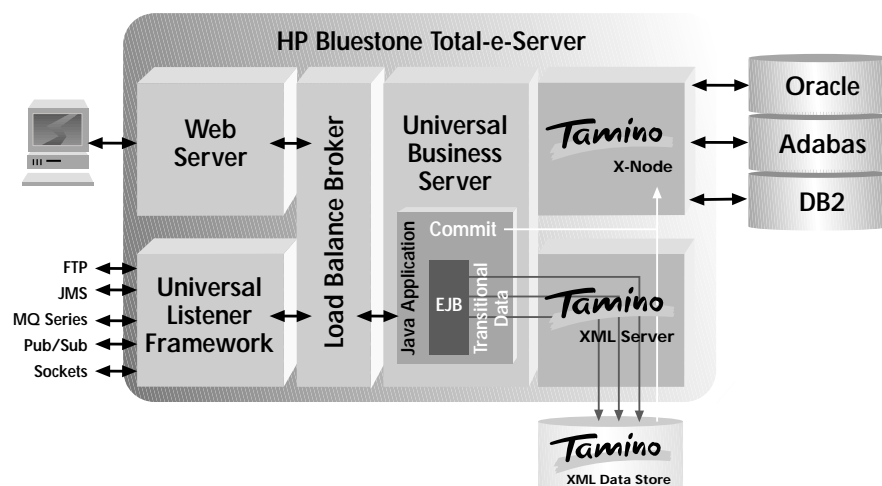 HP Bluestone Total-e-Server
Web
Server
Universal
Listener
Framework
FTP
JMS
MQ Series
Pub/Sub
Sockets
Load Balance Broker
Universal
Business
Server
Commit
Java Application
EJB
Transitional
Data
Tamino
X-Node
Tamino
XML Server
Tamino
XML Data Store
Oracle
Adabas
DB2